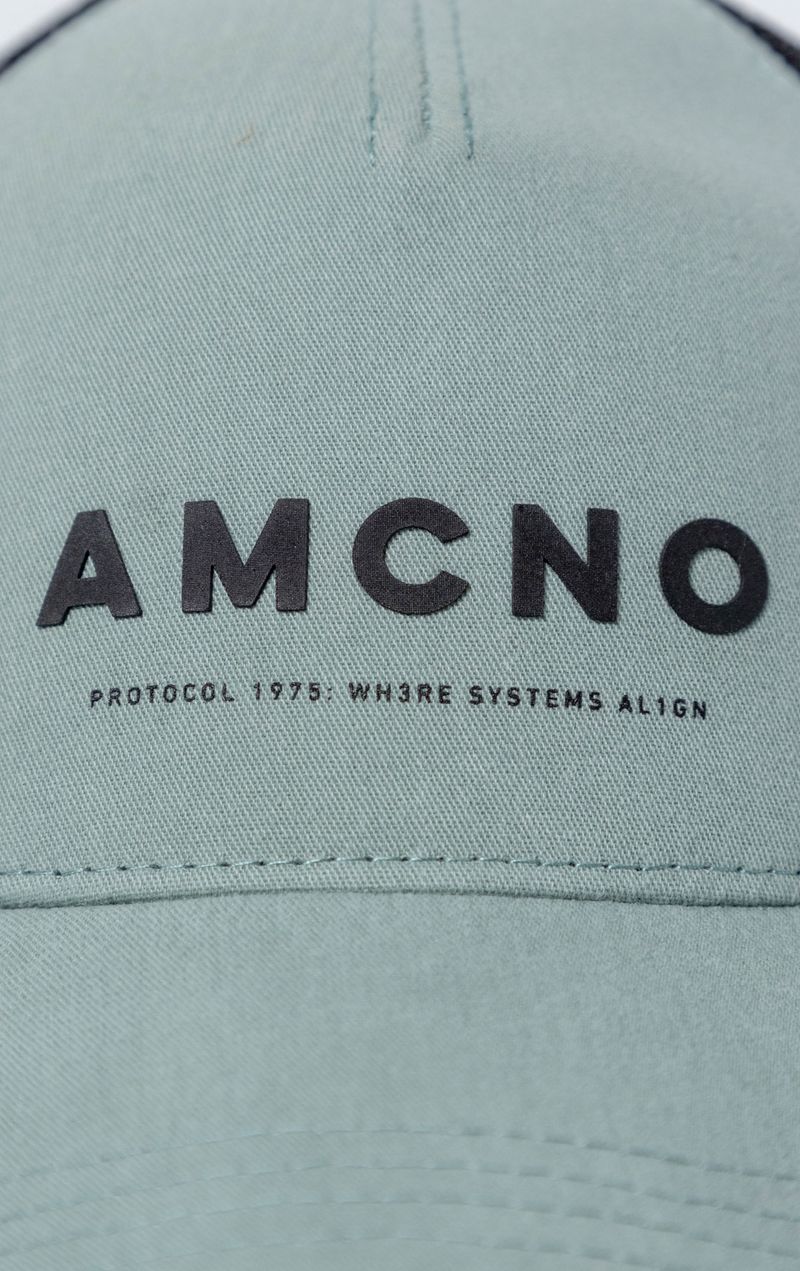 AMCNO
PROTOCOL 1975: WH3RE SYSTEMS AL1GN